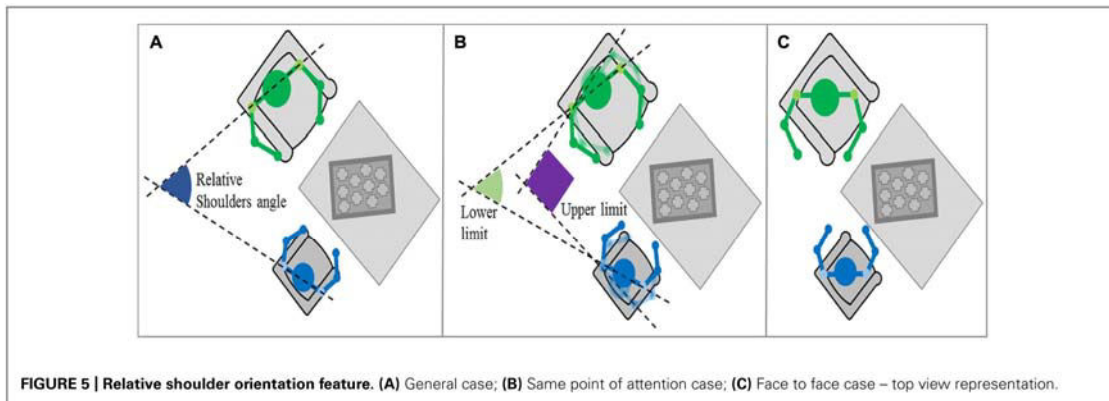 A
Relative
Shoulders angle
B
Lower
limit
Upper limit
C
FIGURE 5 | Relative shoulder orientation feature. (A) General case; (B) Same point of attention case; (C) Face to face case – top view representation.